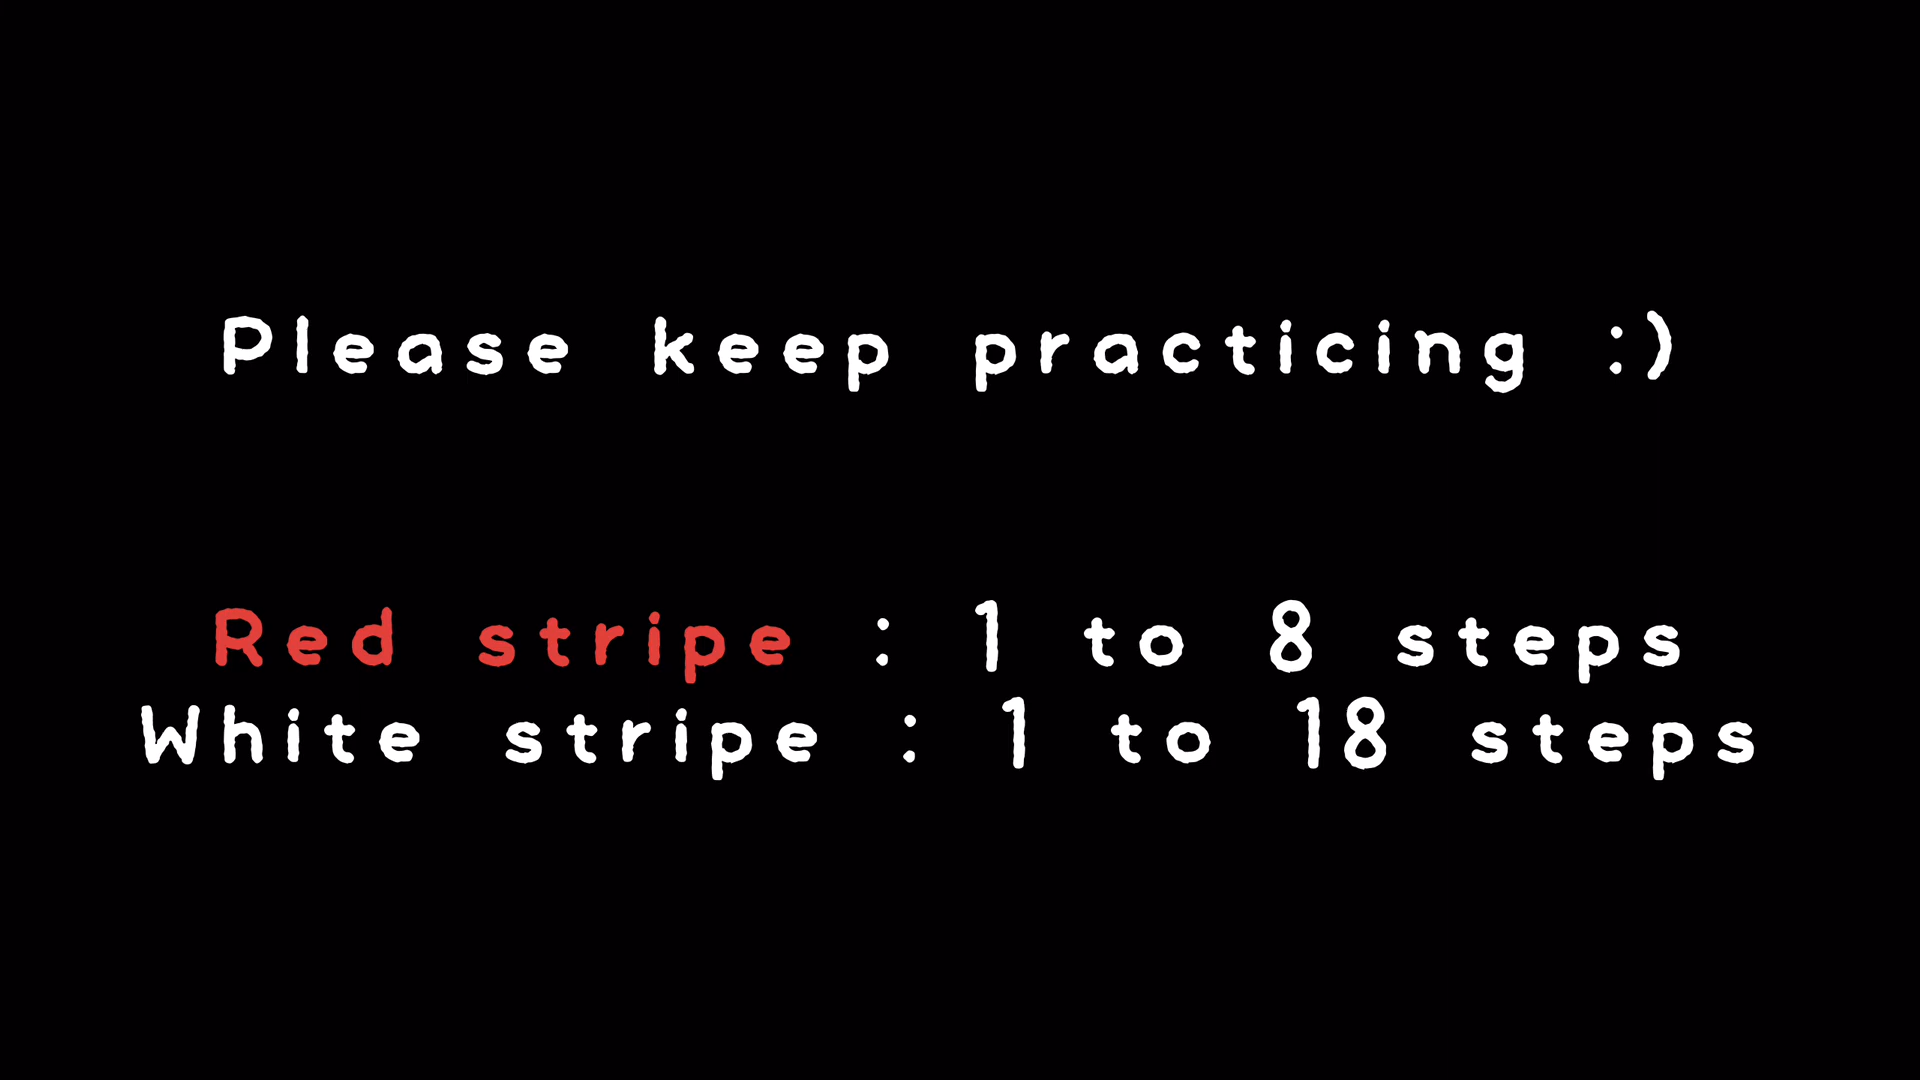 Please keep practicing :)
Red stripe : 1 to 8 steps
White stripe : 1 to 18 steps